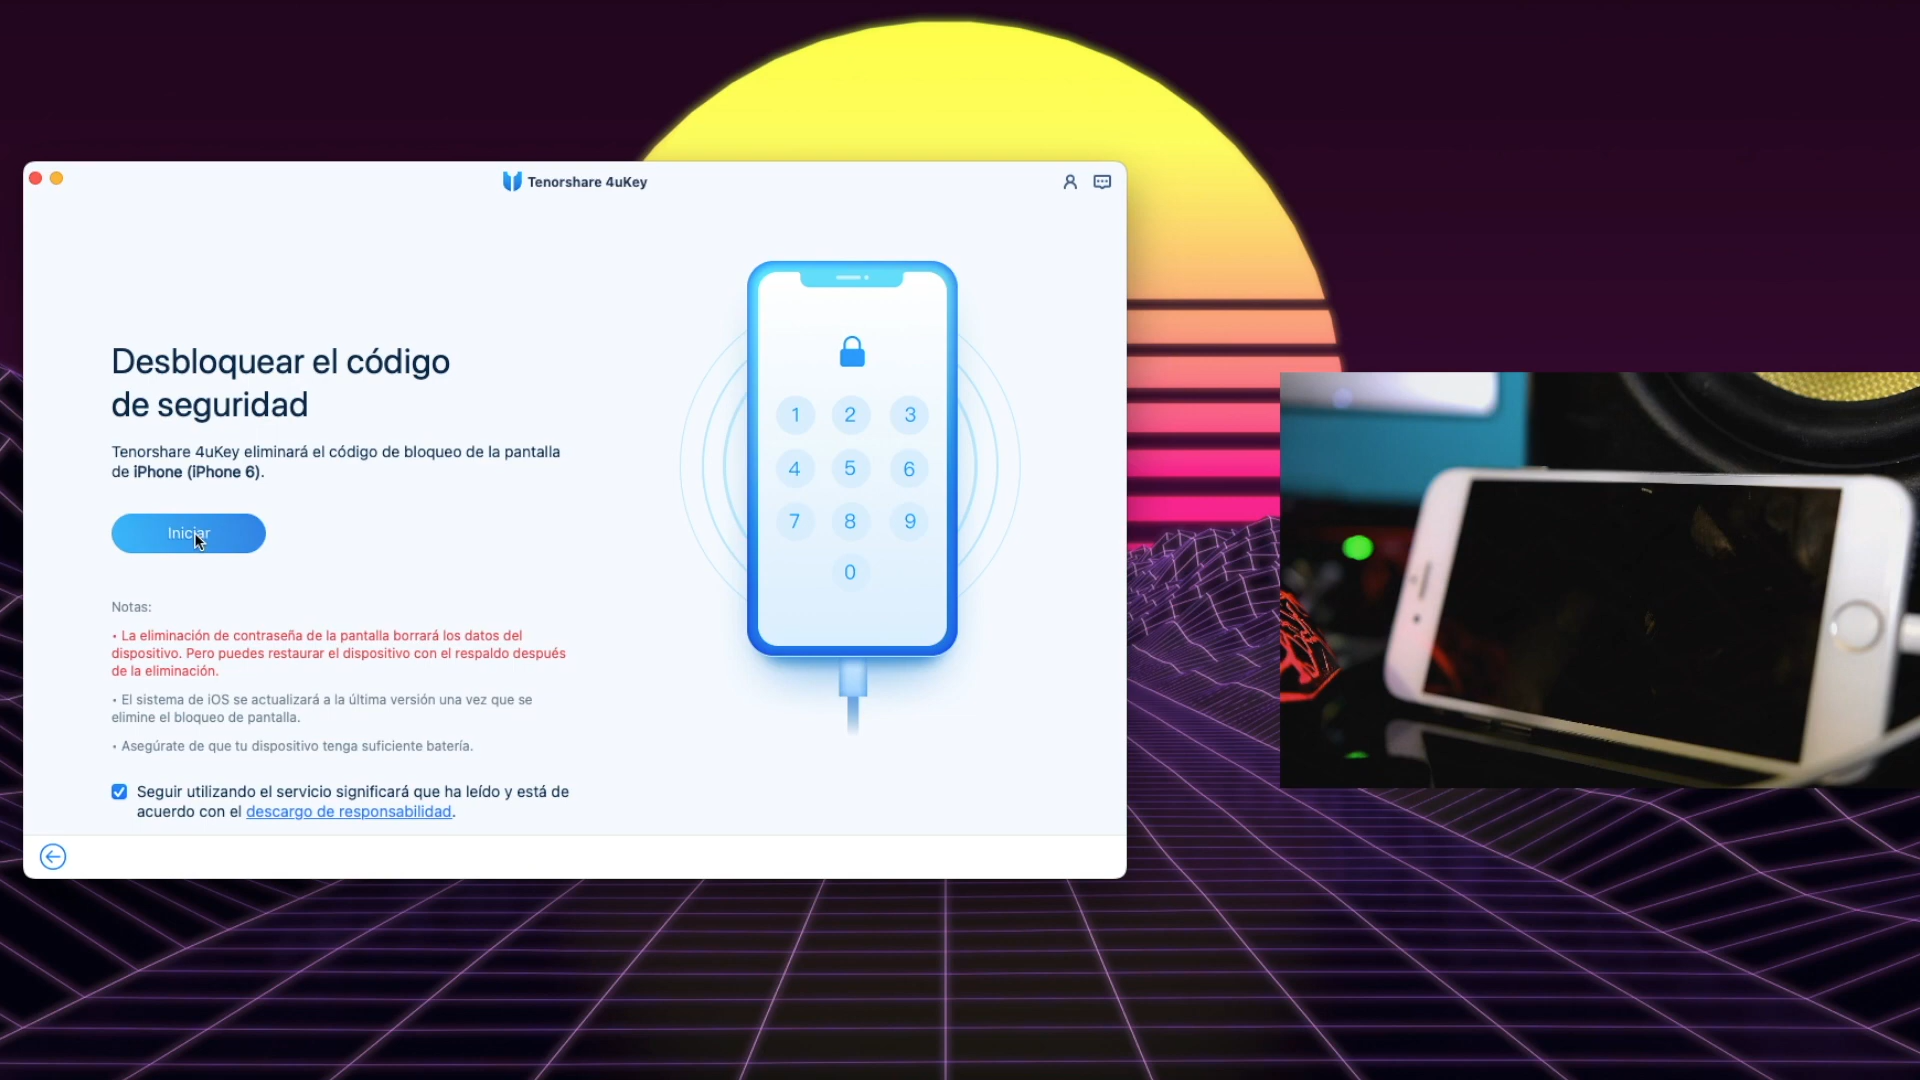 Tenorshare 4uKey
Desbloquear el código
de seguridad
Tenorshare 4uKey eliminará el código de bloqueo de la pantalla
de iPhone (iPhone 6).
Iniciar
Notas:
• La eliminación de contraseña de la pantalla borrará los datos del
dispositivo. Pero puedes restaurar el dispositivo con el respaldo después
de la eliminación.
• El sistema de iOS se actualizará a la última versión una vez que se
elimine el bloqueo de pantalla.
• Asegúrate de que tu dispositivo tenga suficiente batería.
Seguir utilizando el servicio significará que ha leído y está de
acuerdo con el descargo de responsabilidad.
1 2 3
4 5 6
7 8 9
0